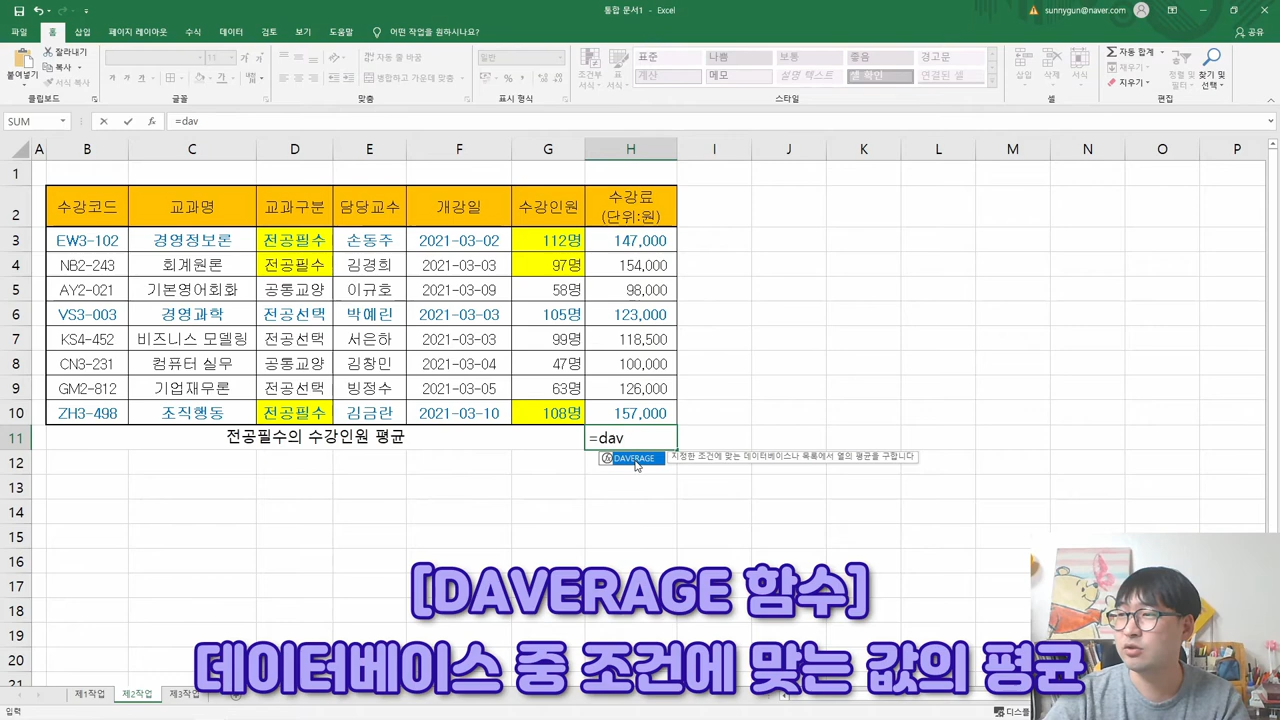 통합 문서1 - Excel
sunnygun@naver.com
파일 홈 삽입 페이지 레이아웃 수식 데이터 검토 보기 도움말 어떤 작업을 원하시나요? 공유
붙여넣기
잘라내기
복사
서식 복사
클립보드
11
글꼴
자동 줄 바꿈
병합하고 가운데 맞춤
맞춤
일반
표시 형식
조건부 서식
표 서식
표준 나쁨 보통 좋음 경고문
계산 메모 설명 텍스트 셀 확인 연결된 셀
스타일
삽입 삭제 서식
셀
자동 합계
채우기
지우기
정렬 및 필터
찾기 및 선택
편집
SUM =dav
A B C D E F G H I J K L M N O P
1
2 수강코드 교과명 교과구분 담당교수 개강일 수강인원 수강료 (단위:원)
3 EW3-102 경영정보론 전공필수 손동주 2021-03-02 112명 147,000
4 NB2-243 회계원론 전공필수 김경희 2021-03-03 97명 154,000
5 AY2-021 기본영어회화 공통교양 이규호 2021-03-09 58명 98,000
6 VS3-003 경영과학 전공선택 박예린 2021-03-03 105명 123,000
7 KS4-452 비즈니스 모델링 전공선택 서은하 2021-03-03 99명 118,500
8 CN3-231 컴퓨터 실무 공통교양 김창민 2021-03-04 47명 100,000
9 GM2-812 기업재무론 전공선택 빙정수 2021-03-05 63명 126,000
10 ZH3-498 조직행동 전공필수 김금란 2021-03-10 108명 157,000
11 전공필수의 수강인원 평균 =dav
12 DAVERAGE 지정한 조건에 맞는 데이터베이스나 목록에서 열의 평균을 구합니다
13
14
15
16
17
18
19
20
[DAVERAGE 함수]
데이터베이스 중 조건에 맞는 값의 평균
제1작업 제2작업 제3작업
입력